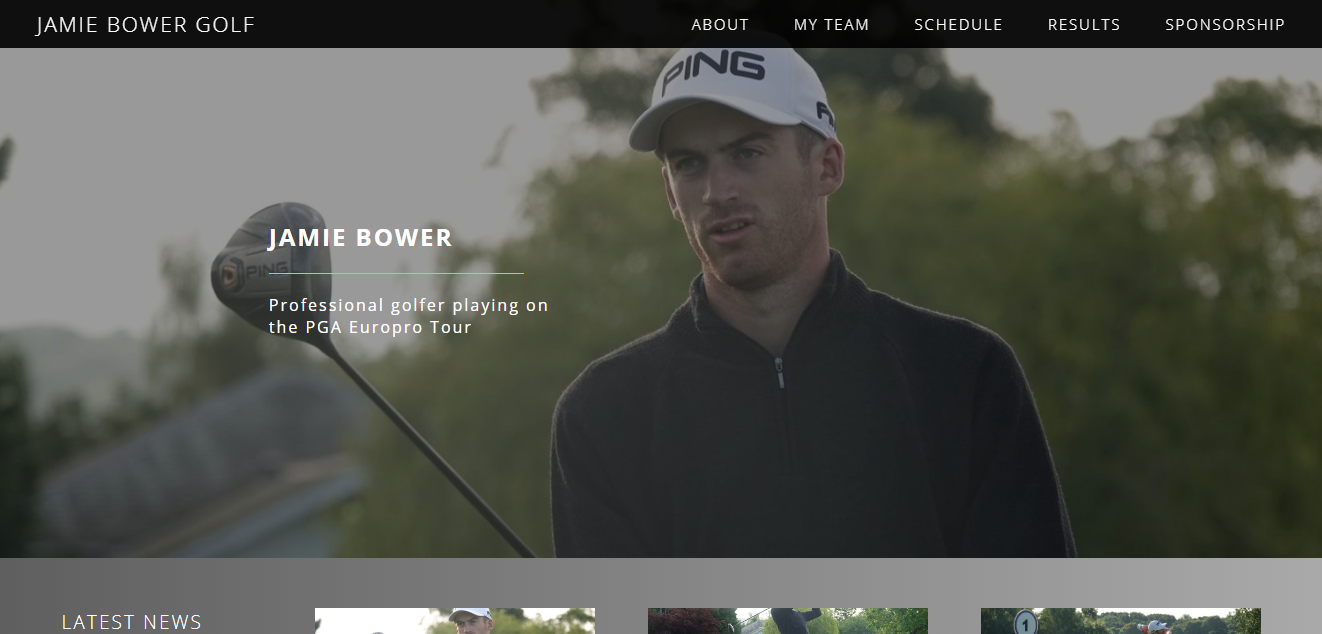 JAMIE BOWER GOLF
ABOUT MY TEAM SCHEDULE RESULTS SPONSORSHIP
PING
JAMIE BOWER
PING
Professional golfer playing on
the PGA Europro Tour
LATEST NEWS
1